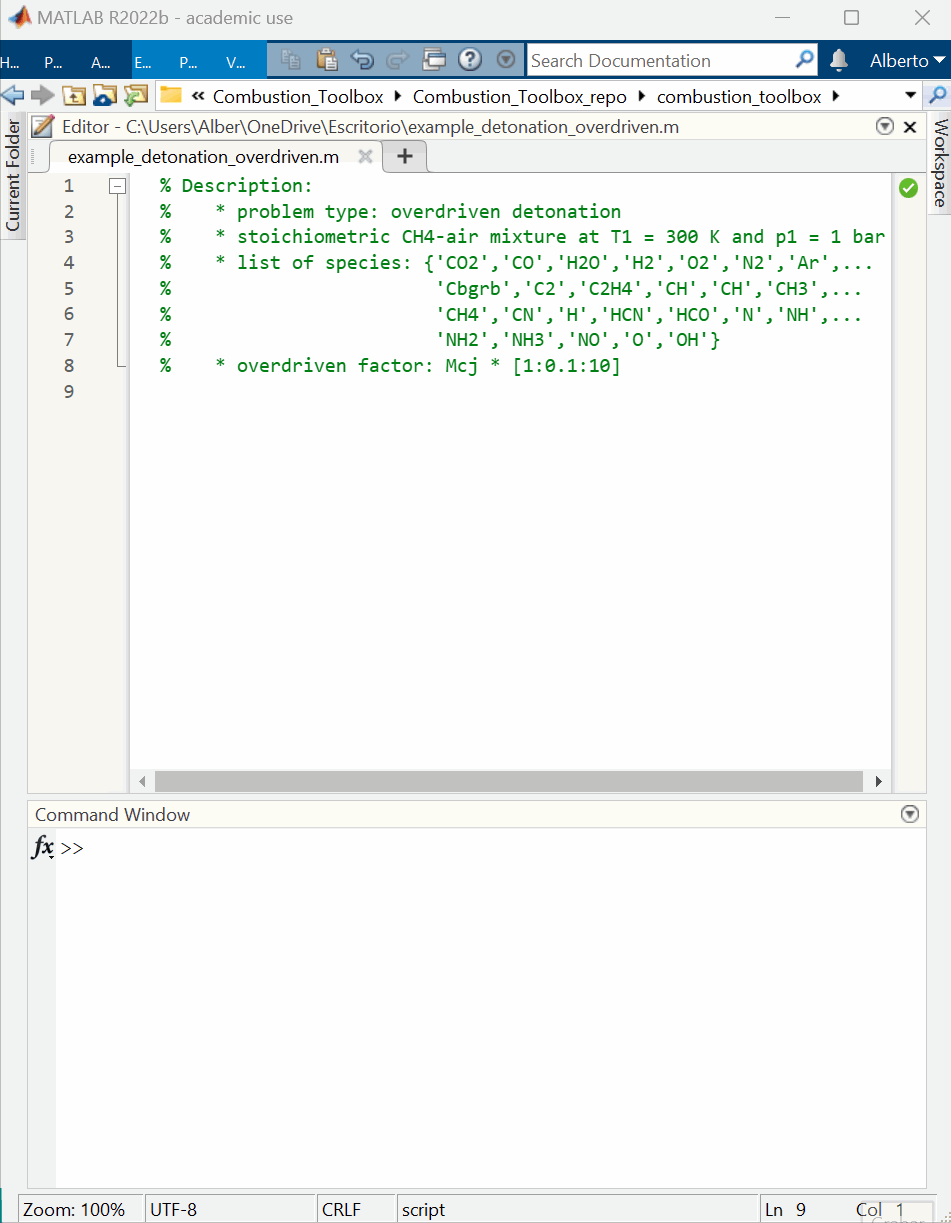 MATLAB R2022b - academic use
H... P... A... E... P... V... Search Documentation Alberto
« Combustion_Toolbox Combustion_Toolbox_repo combustion_toolbox
Current Folder
Editor - C:\Users\Alber\OneDrive\Escritorio\example_detonation_overdriven.m
Workspace
example_detonation_overdriven.m
1 % Description:
2 % * problem type: overdriven detonation
3 % * stoichiometric CH4-air mixture at T1 = 300 K and p1 = 1 bar
4 % * list of species: {'CO2','CO','H2O','H2','O2','N2','Ar',...
5 % 'Cbgrb','C2','C2H4','CH','CH','CH3',...
6 % 'CH4','CN','H','HCN','HCO','N','NH',...
7 % 'NH2','NH3','NO','O','OH'}
8 % * overdriven factor: Mcj * [1:0.1:10]
9
Command Window
fx >>
Zoom: 100% UTF-8 CRLF script Ln 9 Col 1